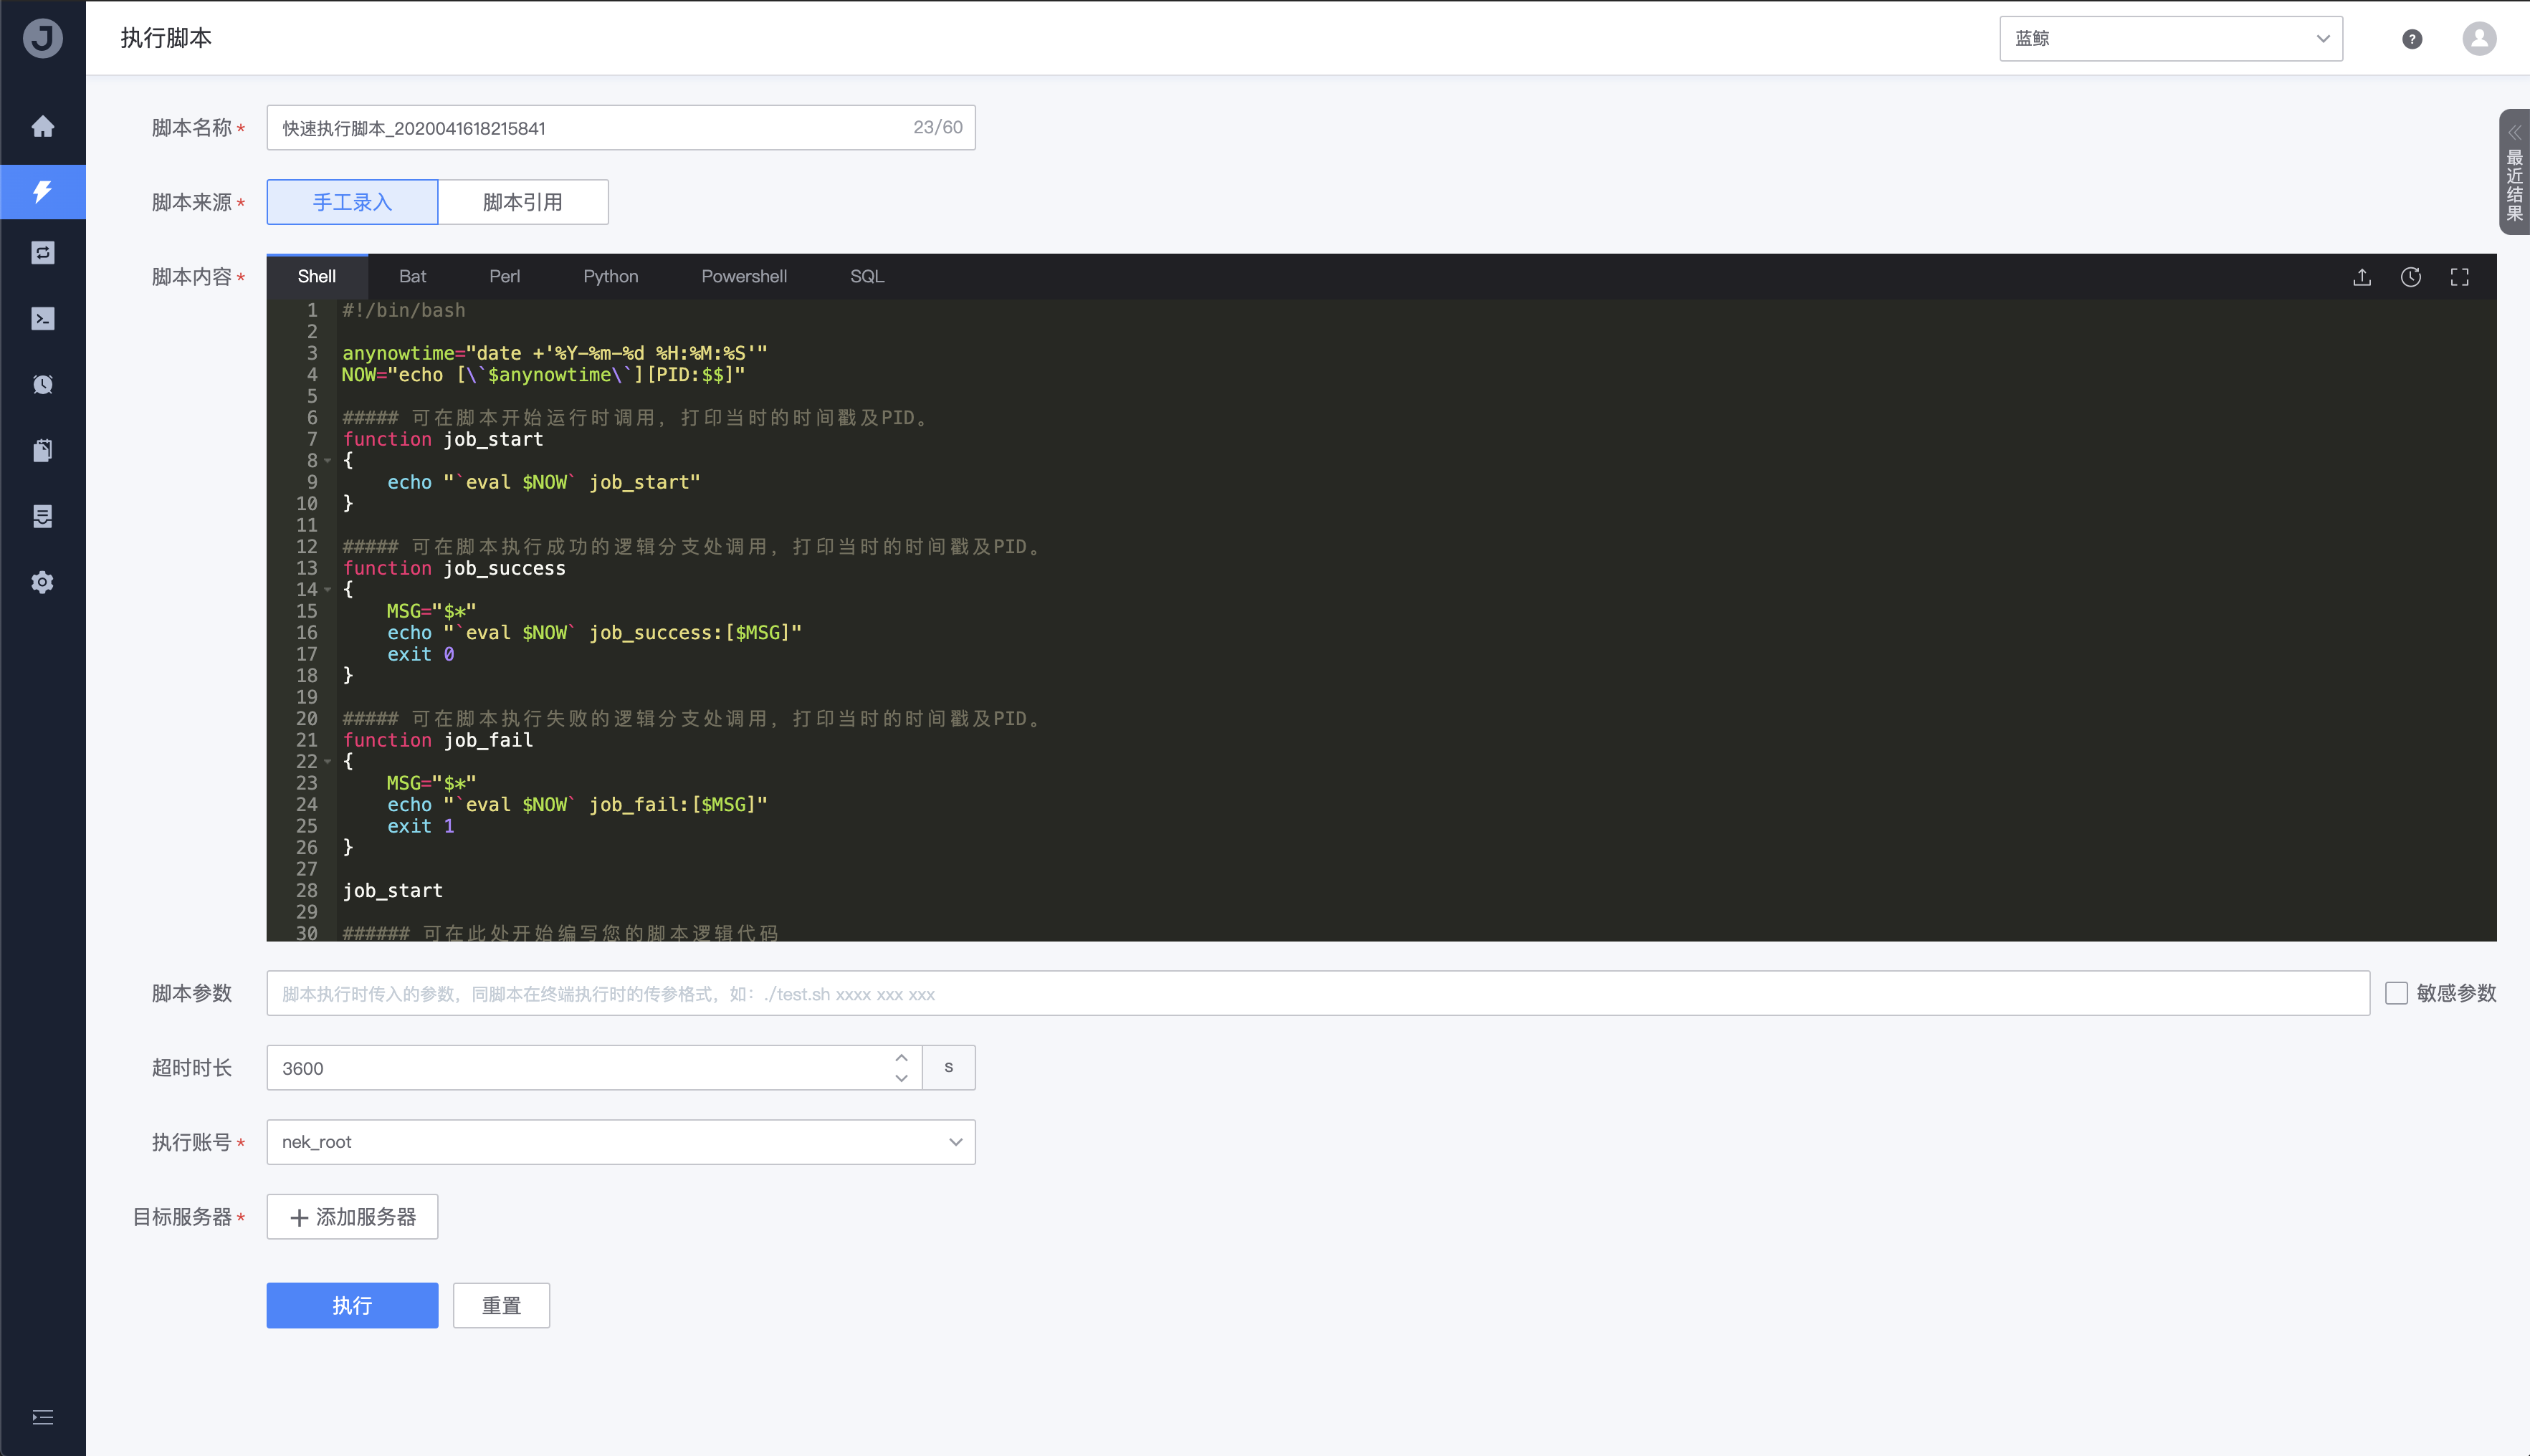 J
执行脚本
蓝鲸
?
脚本名称*
快速执行脚本_2020041618215841
23/60
最近结果
脚本来源*
手工录入
脚本引用
脚本内容*
Shell
Bat
Perl
Python
Powershell
SQL
1 #!/bin/bash
2
3 anynowtime="date +'%Y-%m-%d %H:%M:%S'"
4 NOW="echo [\`$anynowtime\`][PID:$$]"
5
6 ##### 可在脚本开始运行时调用，打印当时的时间戳及PID。
7 function job_start
8 {
9     echo "`eval $NOW` job_start"
10 }
11
12 ##### 可在脚本执行成功的逻辑分支处调用，打印当时的时间戳及PID。
13 function job_success
14 {
15     MSG="$*"
16     echo "`eval $NOW` job_success:[$MSG]"
17     exit 0
18 }
19
20 ##### 可在脚本执行失败的逻辑分支处调用，打印当时的时间戳及PID。
21 function job_fail
22 {
23     MSG="$*"
24     echo "`eval $NOW` job_fail:[$MSG]"
25     exit 1
26 }
27
28 job_start
29
30 ###### 可在此处开始编写您的脚本逻辑代码
脚本参数
脚本执行时传入的参数，同脚本在终端执行时的传参格式，如：./test.sh xxxx xxx xxx
敏感参数
超时时长
3600
s
执行账号*
nek_root
目标服务器*
添加服务器
执行
重置